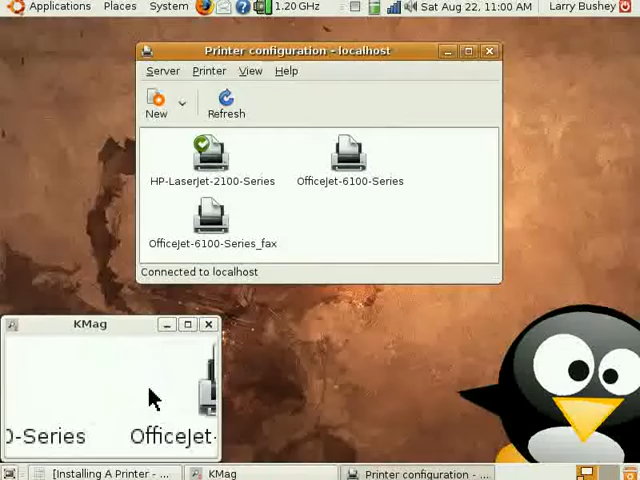 Applications Places System 1.20 GHz Sat Aug 22, 11:00 AM Larry Bushey
Printer configuration - localhost
Server Printer View Help
New Refresh
HP-LaserJet-2100-Series OfficeJet-6100-Series
OfficeJet-6100-Series_fax
Connected to localhost
KMag
0-Series OfficeJet-
[Installing A Printer - ... KMag Printer configuration - ...